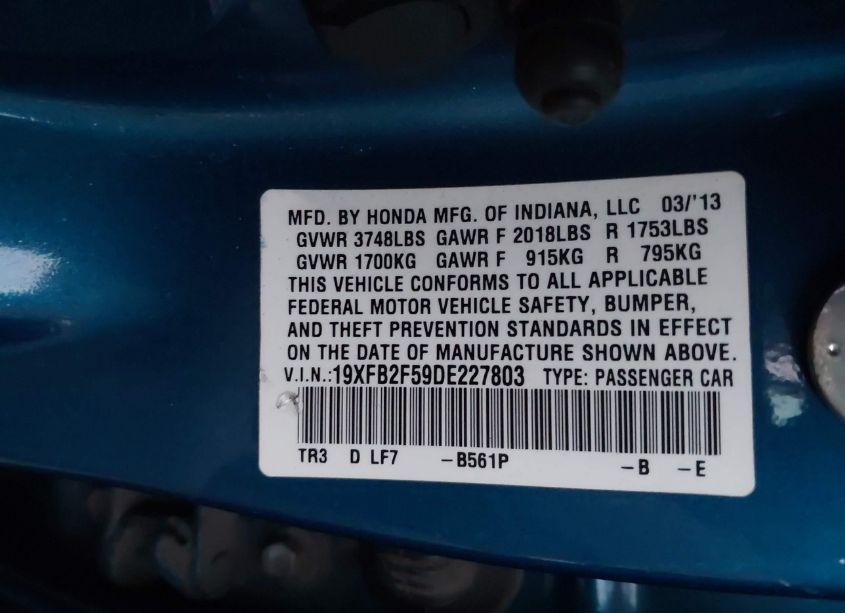 MFD. BY HONDA MFG. OF INDIANA, LLC 03/'13
GVWR 3748LBS GAWR F 2018LBS R 1753LBS
GVWR 1700KG GAWR F 915KG R 795KG
THIS VEHICLE CONFORMS TO ALL APPLICABLE
FEDERAL MOTOR VEHICLE SAFETY, BUMPER,
AND THEFT PREVENTION STANDARDS IN EFFECT
ON THE DATE OF MANUFACTURE SHOWN ABOVE.
V.I.N.:19XFB2F59DE227803 TYPE: PASSENGER CAR
TR3 D LF7 -B561P -B -E